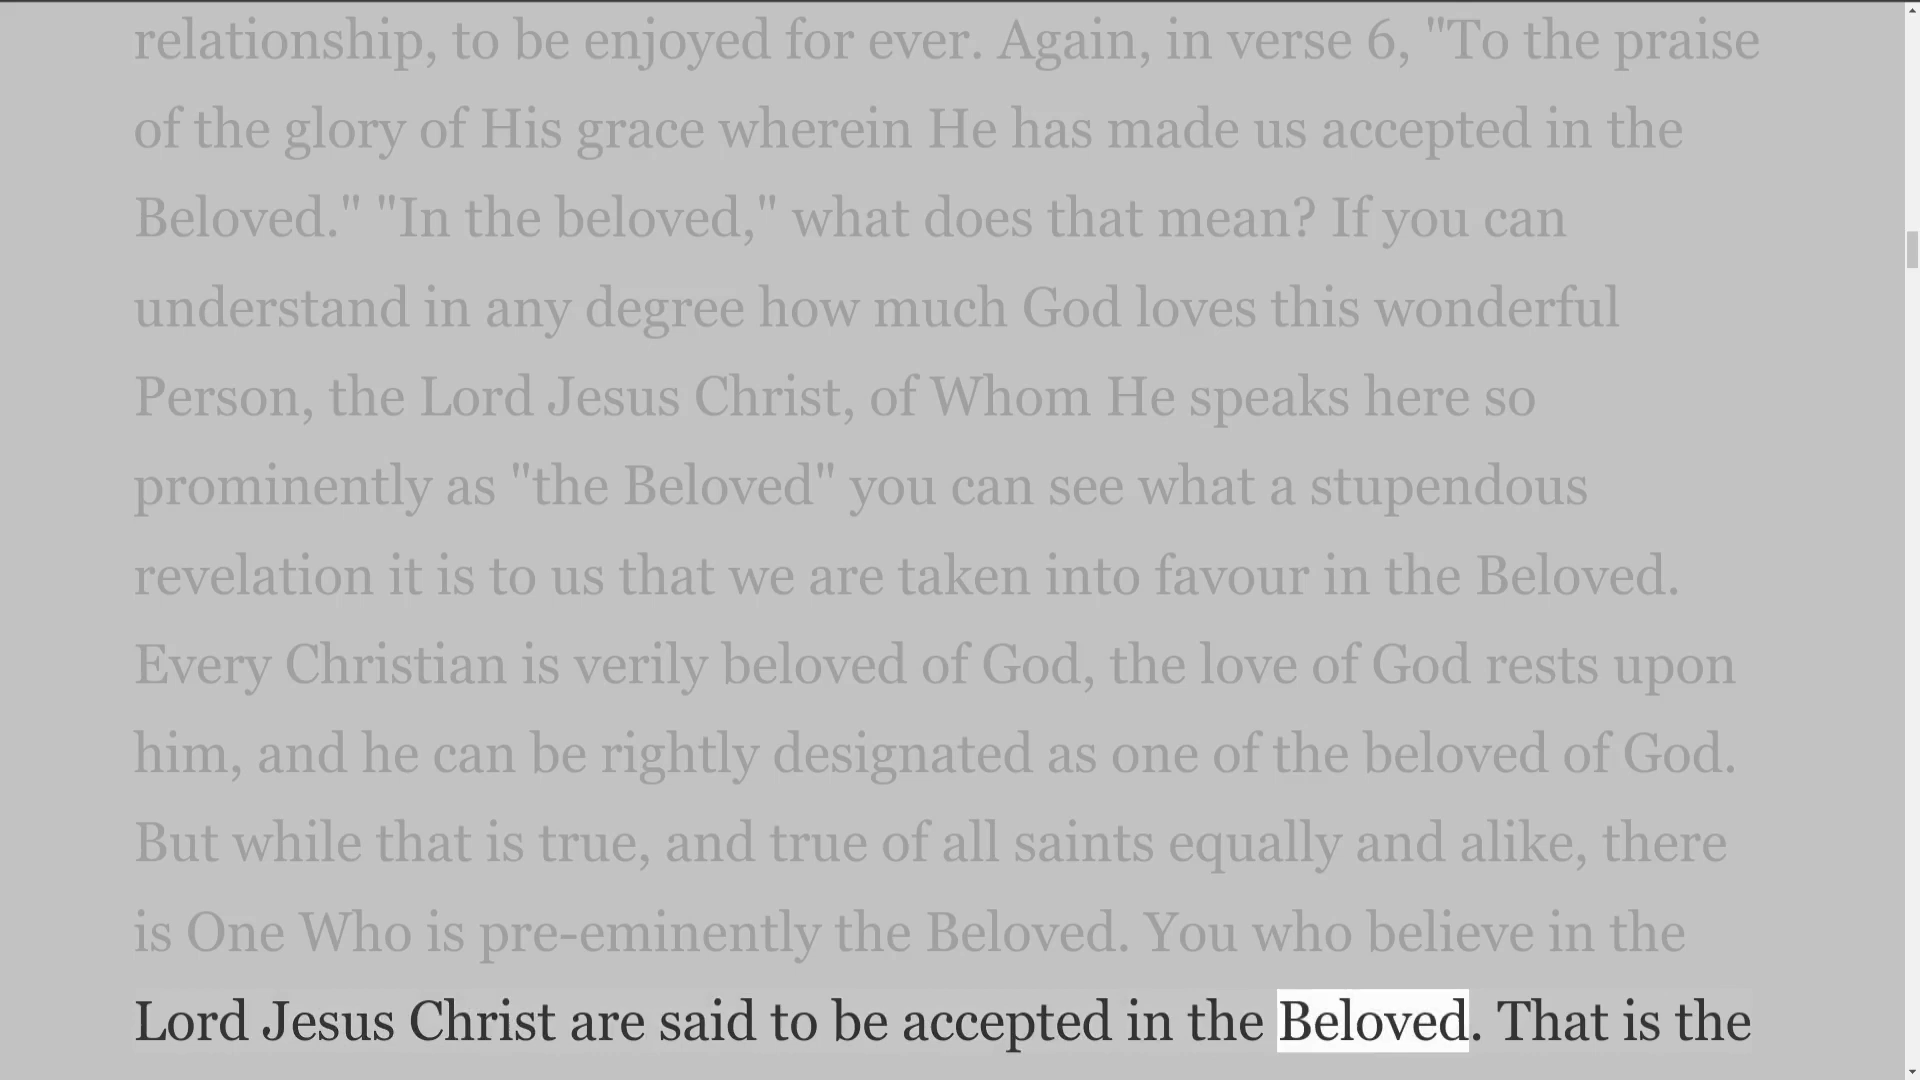 relationship, to be enjoyed for ever. Again, in verse 6, "To the praise
of the glory of His grace wherein He has made us accepted in the
Beloved." "In the beloved," what does that mean? If you can
understand in any degree how much God loves this wonderful
Person, the Lord Jesus Christ, of Whom He speaks here so
prominently as "the Beloved" you can see what a stupendous
revelation it is to us that we are taken into favour in the Beloved.
Every Christian is verily beloved of God, the love of God rests upon
him, and he can be rightly designated as one of the beloved of God.
But while that is true, and true of all saints equally and alike, there
is One Who is pre-eminently the Beloved. You who believe in the
Lord Jesus Christ are said to be accepted in the Beloved. That is the